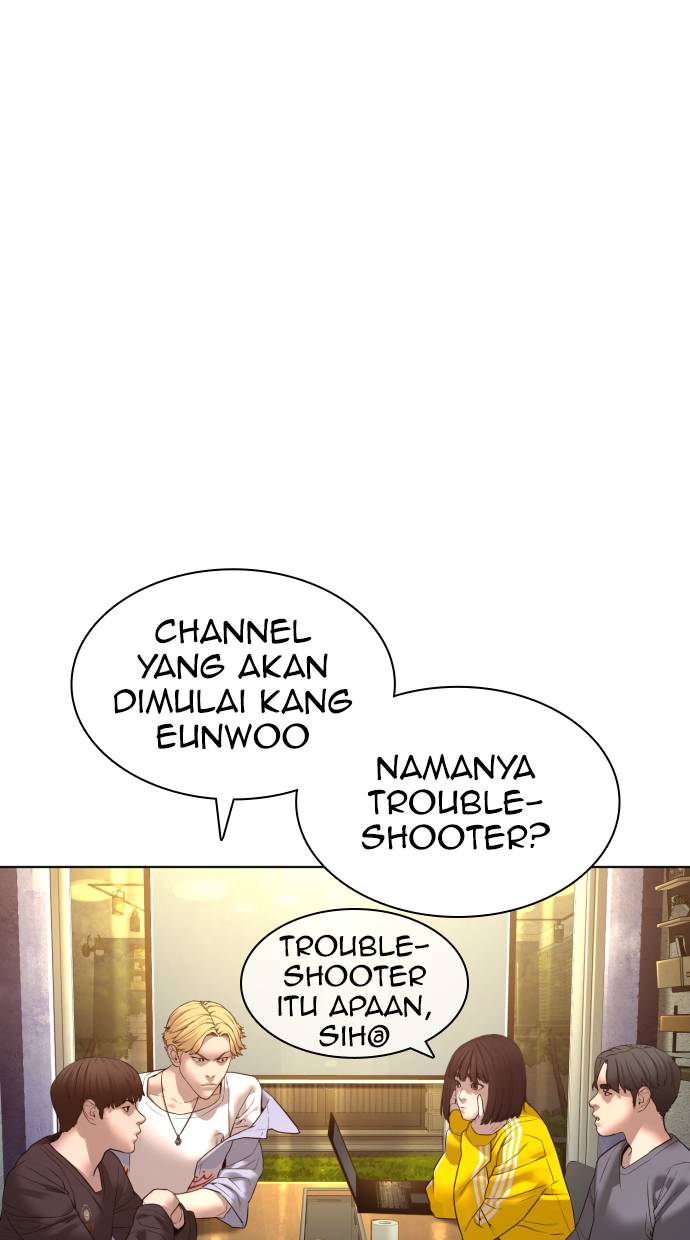 CHANNEL
YANG AKAN
DIMULAI KANG
EUNWOO
NAMANYA
TROUBLE-
SHOOTER?
TROUBLE-
SHOOTER
ITU APAAN,
SIH@